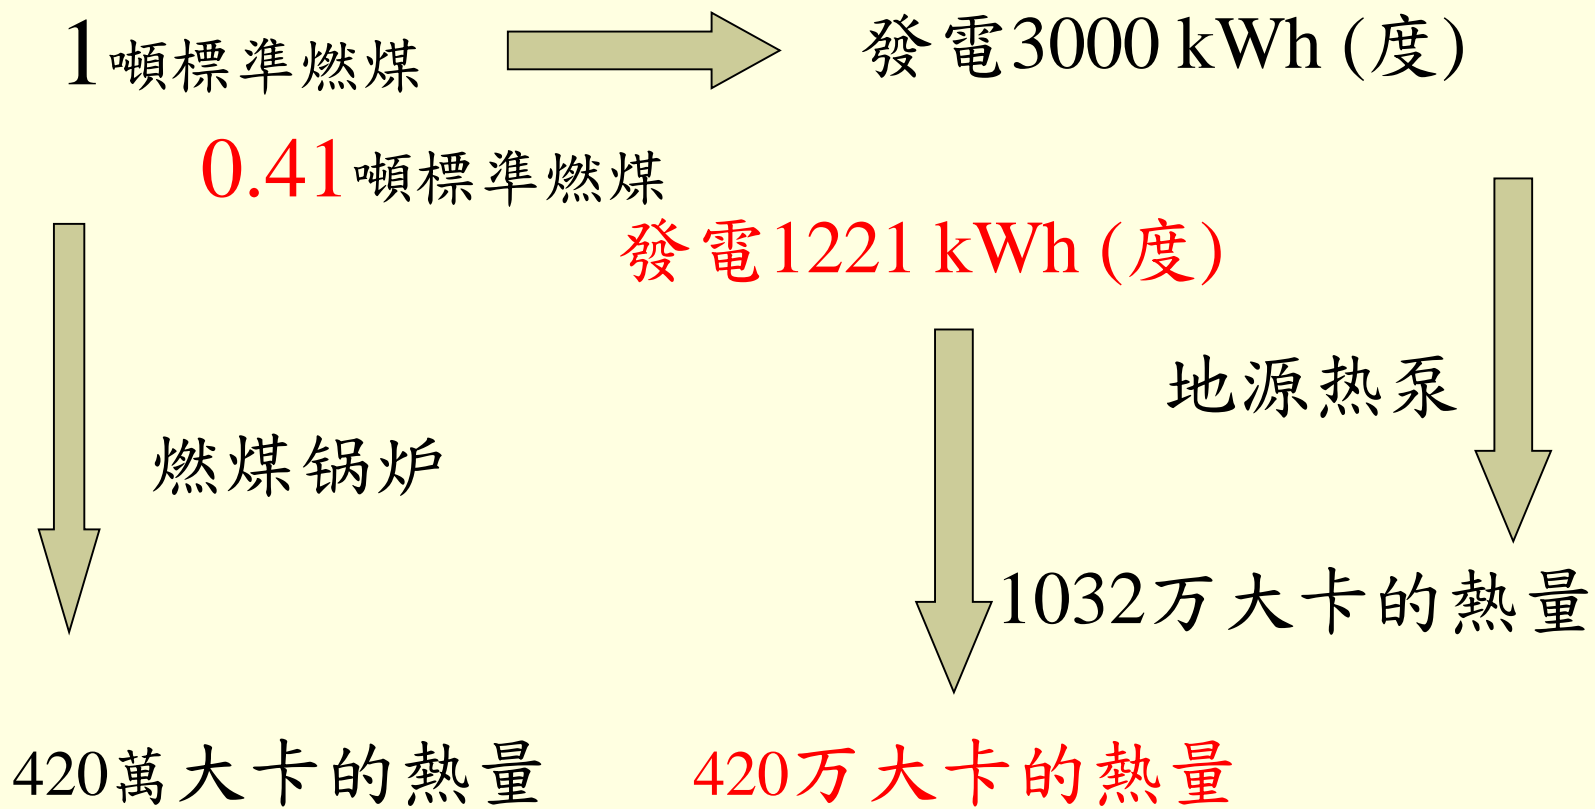 1噸標準燃煤
發電3000 kWh (度)
0.41噸標準燃煤
發電1221 kWh (度)
地源热泵
燃煤锅炉
1032万大卡的熱量
420萬大卡的熱量
420万大卡的熱量